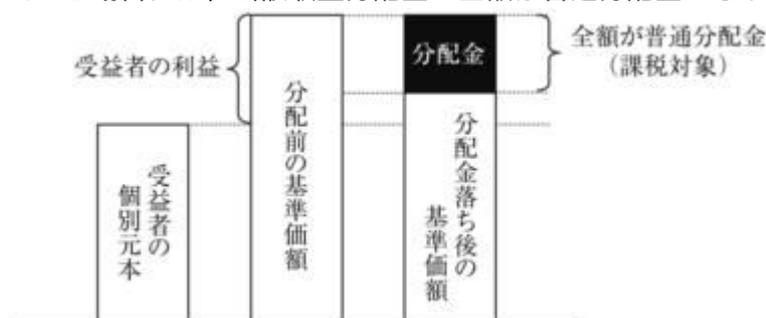 受益者の利益
分配金
全額が普通分配金
(課税対象)
受益者の
個別元本
分配前の基準価額
分配金落ち後の
基準価額